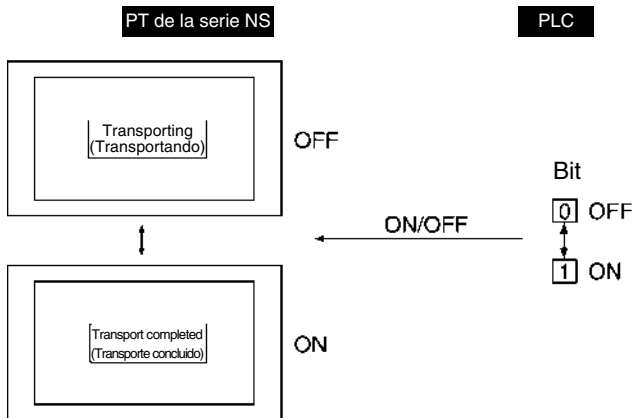 PT de la serie NS
PLC
Transporting
(Transportando)
OFF
Bit
0 OFF
ON/OFF
1 ON
Transport completed
(Transporte concluido)
ON